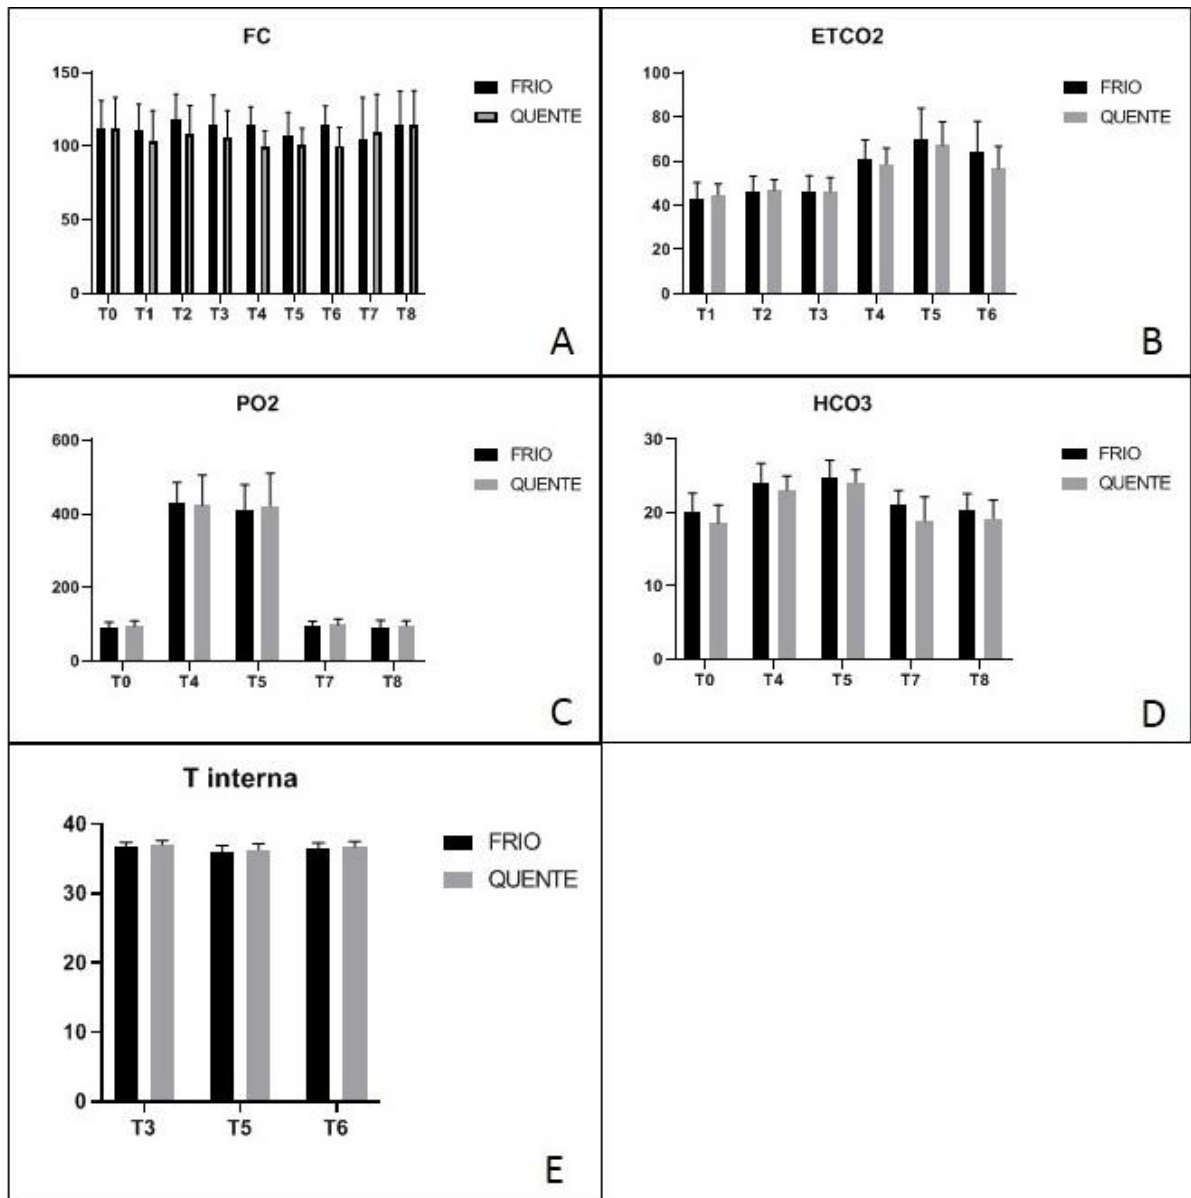 FC
150
100
50
0
T0 T1 T2 T3 T4 T5 T6 T7 T8
FRIO
QUENTE
A
ETCO2
100
80
60
40
20
0
T1 T2 T3 T4 T5 T6
FRIO
QUENTE
B
PO2
600
400
200
0
T0 T4 T5 T7 T8
FRIO
QUENTE
C
HCO3
30
20
10
0
T0 T4 T5 T7 T8
FRIO
QUENTE
D
T interna
40
30
20
10
0
T3 T5 T6
FRIO
QUENTE
E